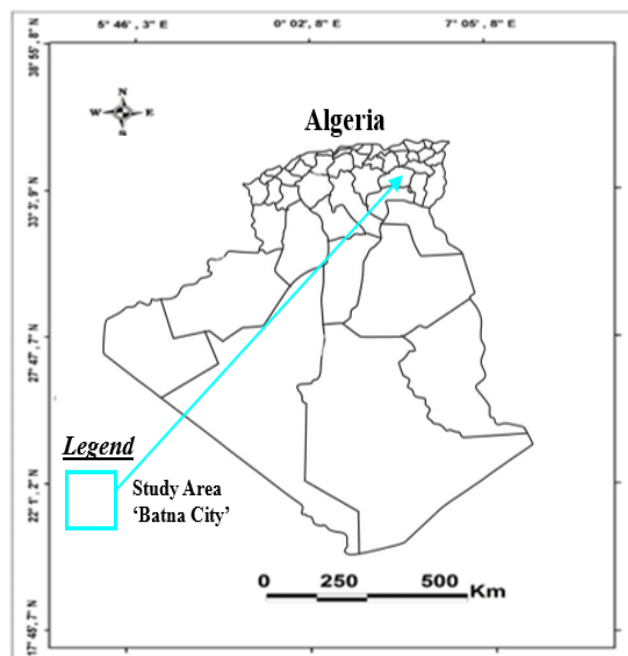 5°46', 3" E
0°02', 8" E
7°05', 8" E
38°55', 8" N
33°3', 9" N
27°47', 7" N
22°1', 2" N
17°45', 7" N
N
W E
S
Algeria
Legend
Study Area
‘Batna City’
0 250 500 Km